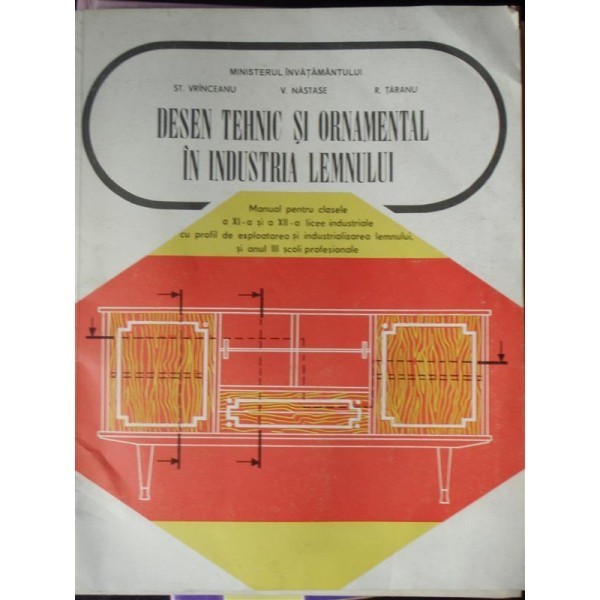 MINISTERUL ÎNVĂȚĂMÂNTULUI
ST. VRÎNCEANU V. NĂSTASE R. ȚĂRANU
DESEN TEHNIC ȘI ORNAMENTAL
ÎN INDUSTRIA LEMNULUI
Manual pentru clasele
a XI-a și a XII-a licee industriale
cu profil de exploatarea și industrializarea lemnului,
și anul III școli profesionale